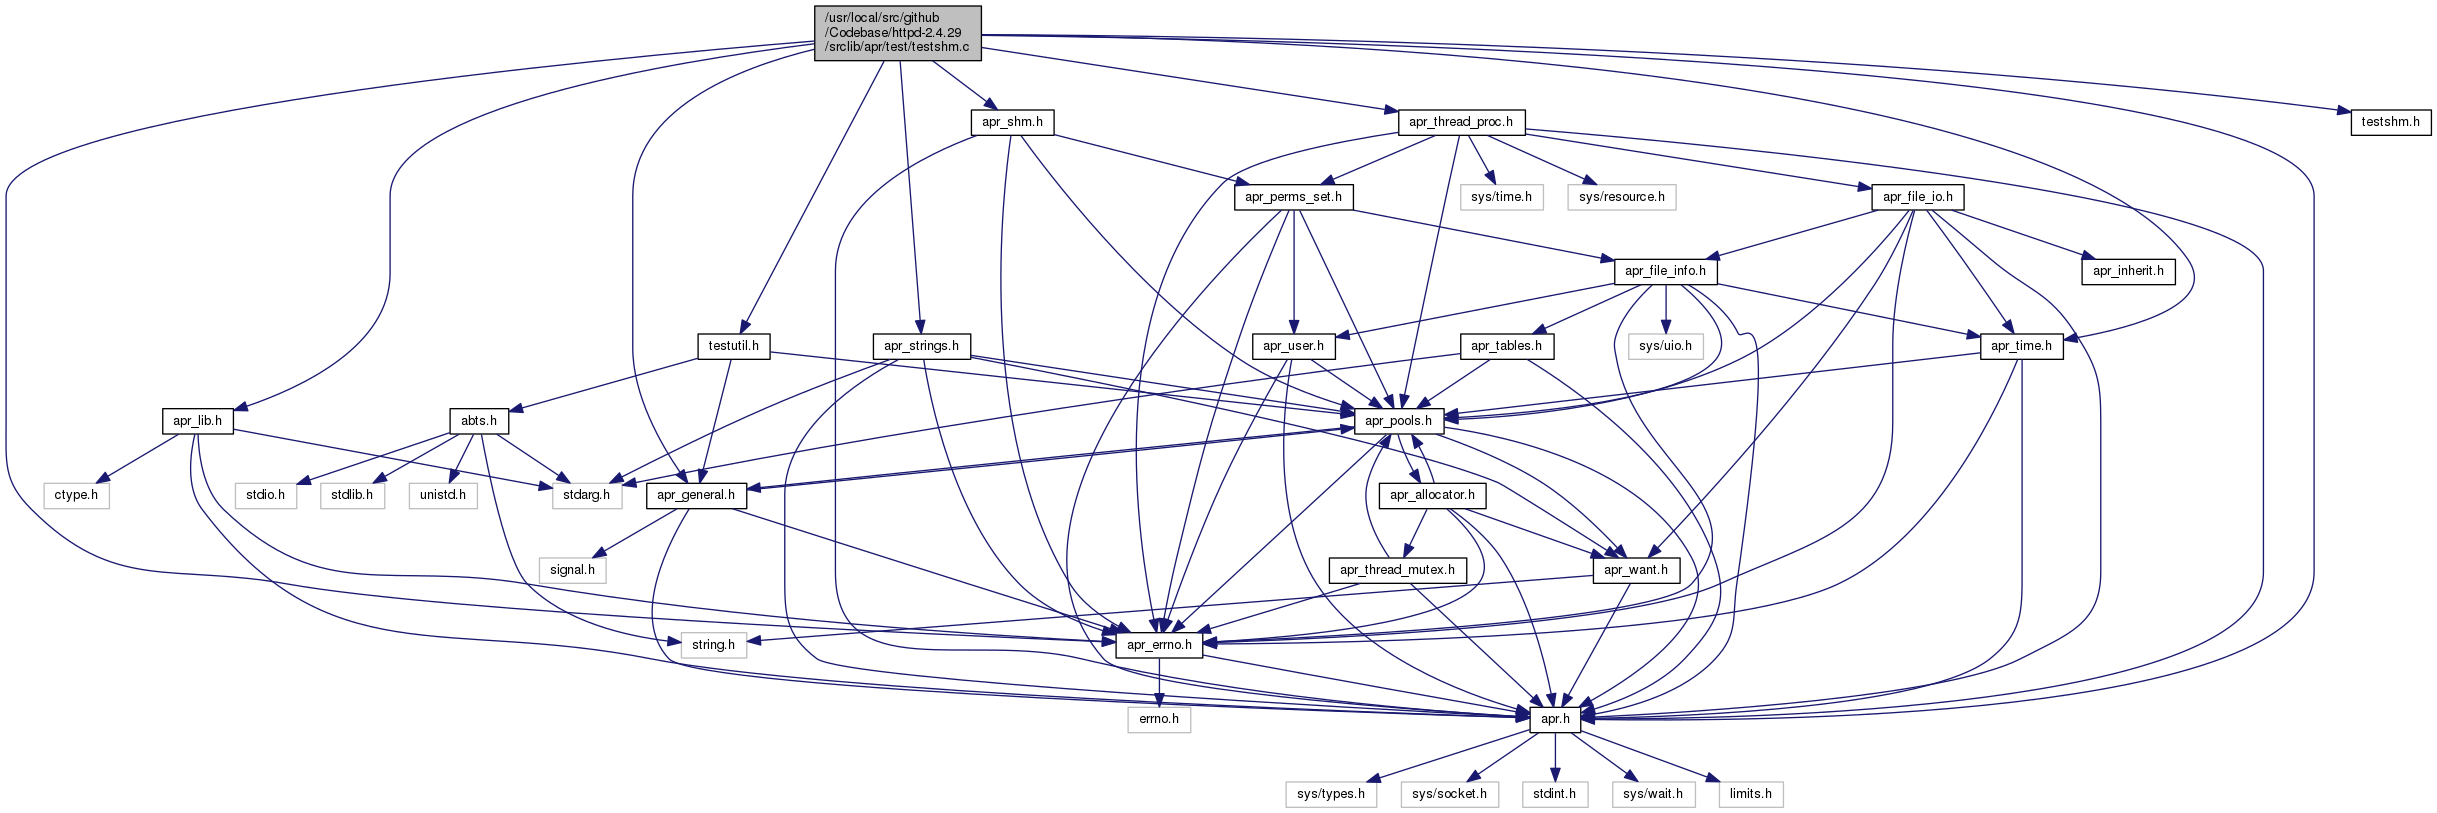 /usr/local/src/github
/Codebase/httpd-2.4.29
/srclib/apr/test/testshm.c
apr_shm.h
apr_thread_proc.h
testshm.h
apr_perms_set.h
sys/time.h
sys/resource.h
apr_file_io.h
apr_file_info.h
apr_inherit.h
testutil.h
apr_strings.h
apr_user.h
apr_tables.h
sys/uio.h
apr_time.h
apr_lib.h
abts.h
apr_pools.h
ctype.h
stdio.h
stdlib.h
unistd.h
stdarg.h
apr_general.h
apr_allocator.h
signal.h
apr_thread_mutex.h
apr_want.h
string.h
apr_errno.h
errno.h
apr.h
sys/types.h
sys/socket.h
stdint.h
sys/wait.h
limits.h